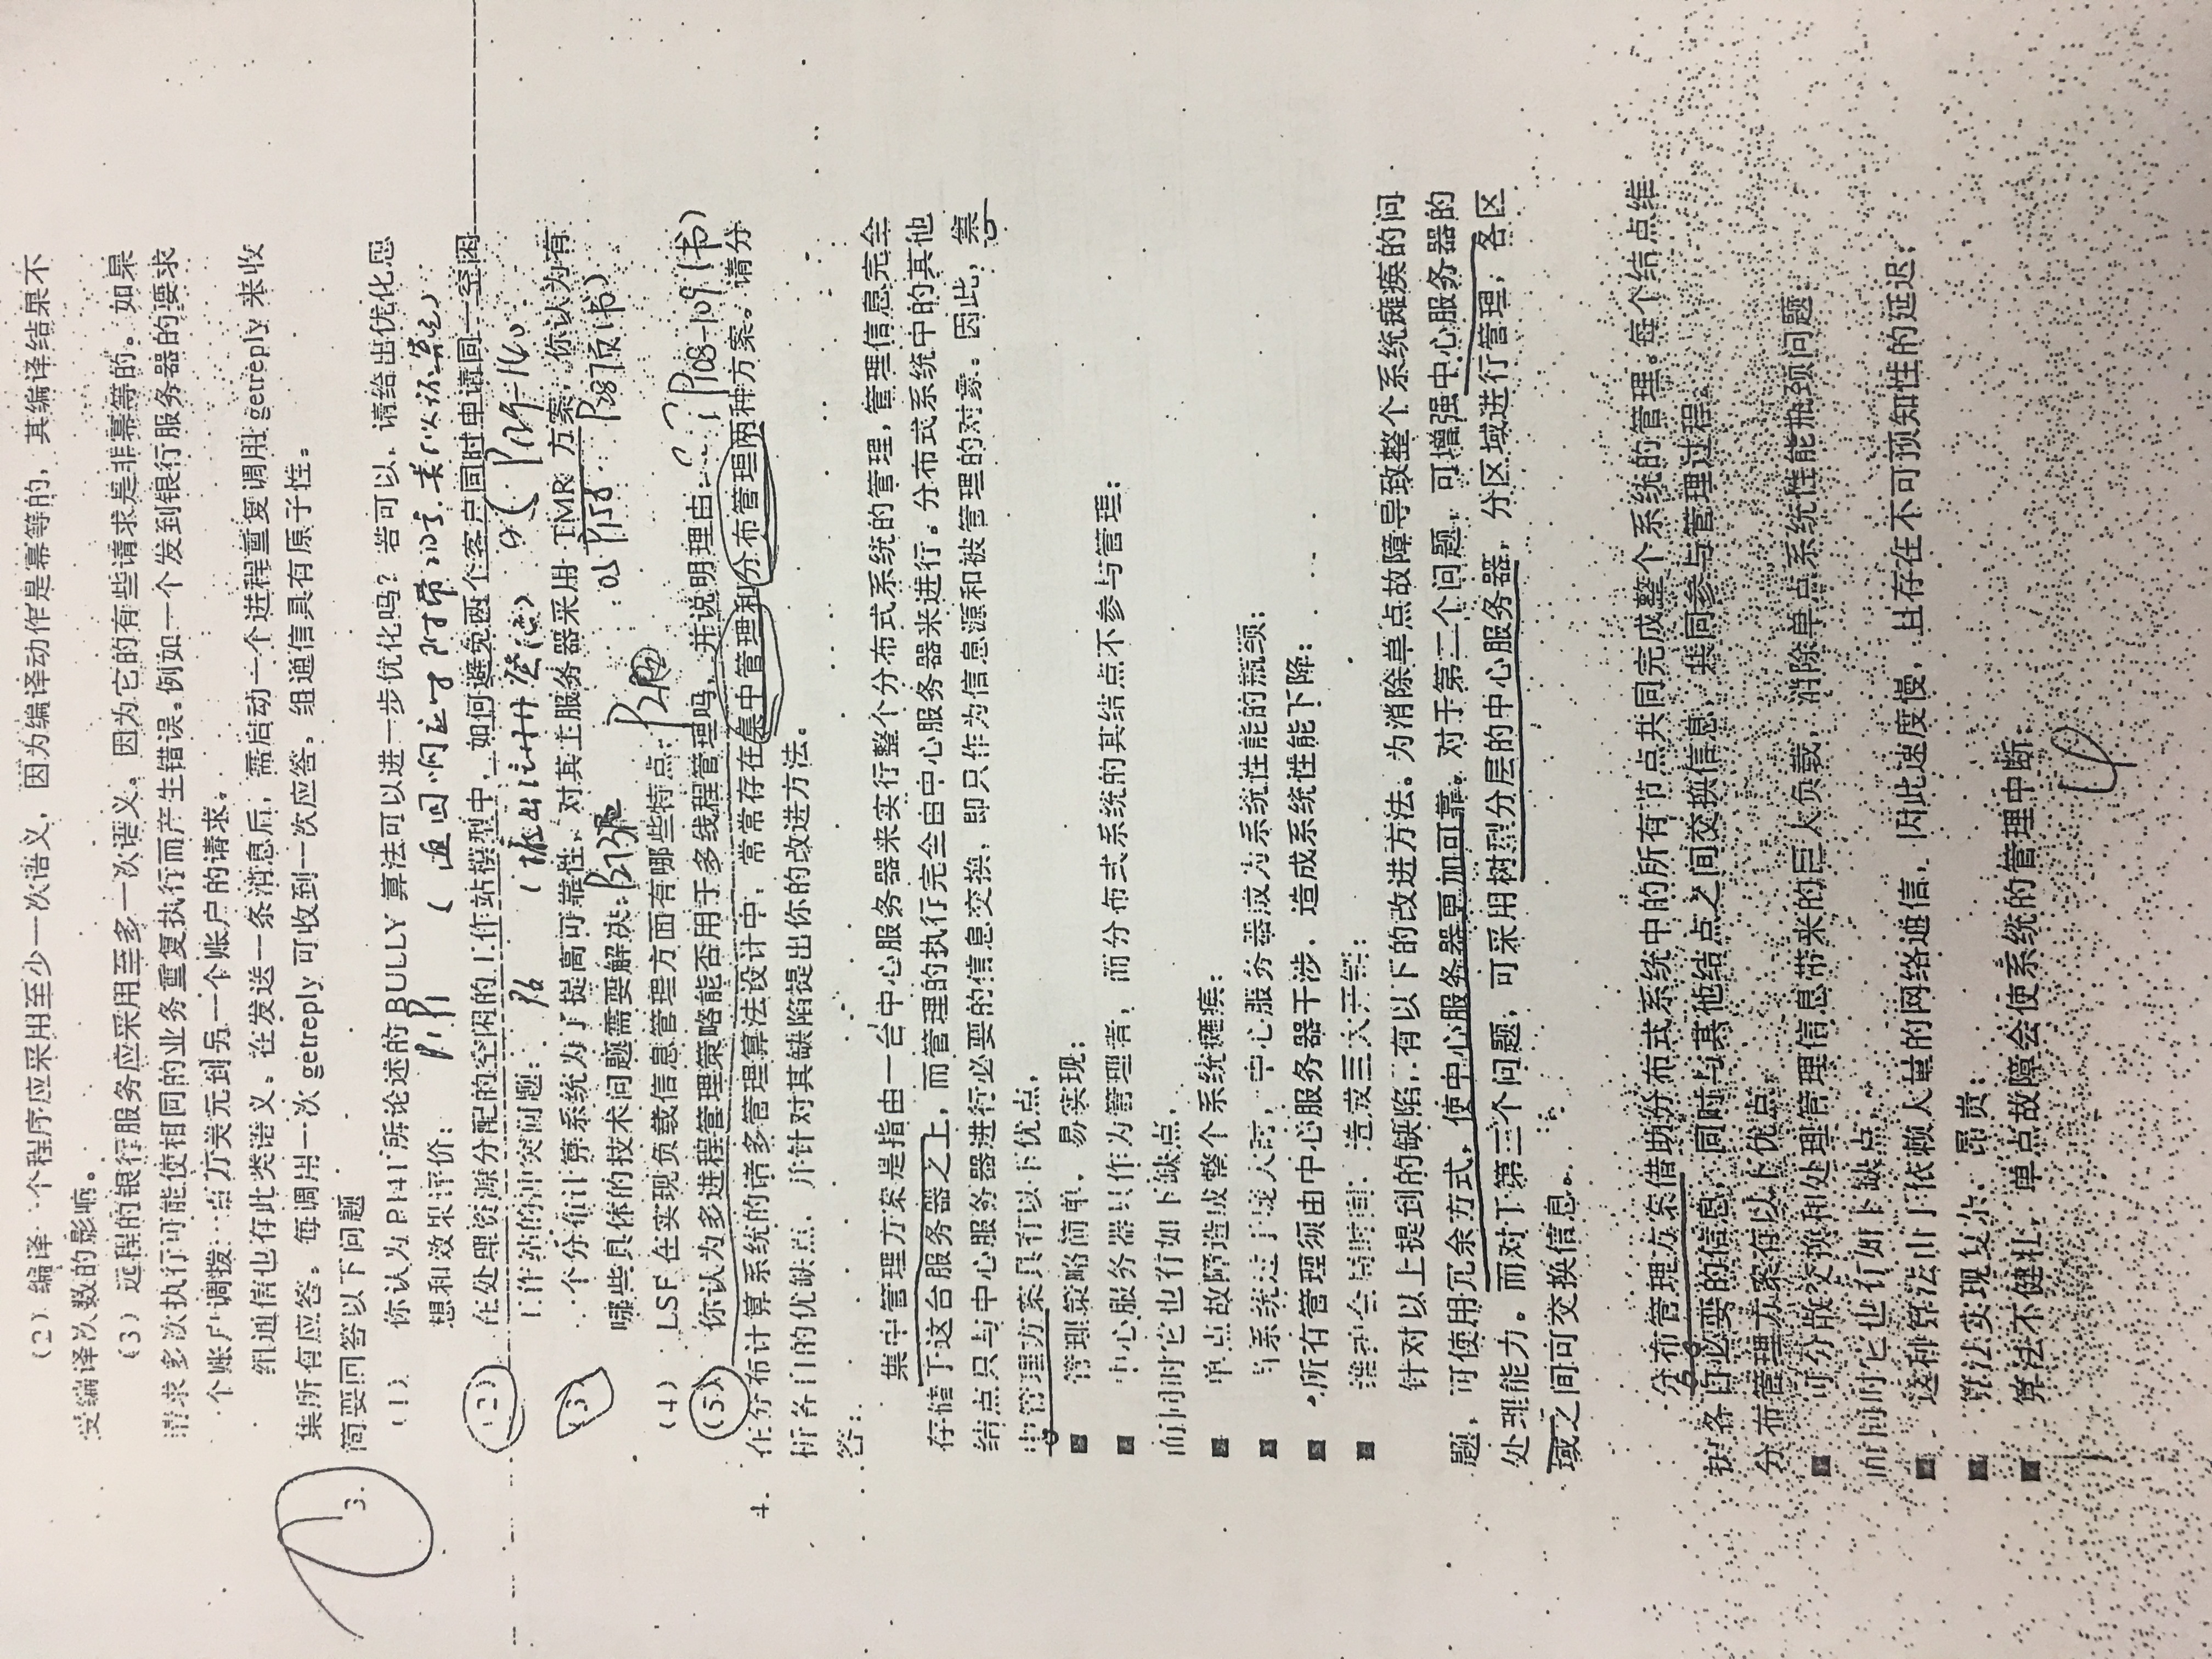 (2) 编译一个程序应采用至少一次语义，因为编译动作是幂等的，其编译结果不
受编译次数的影响。
(3) 远程的银行服务应采用至多一次语义。因为它的有些请求是非幂等的。如果
请求多次执行可能使相同的业务重复执行而产生错误。例如一个发到银行服务器的要求
一个账户调拨一百万美元到另一个账户的请求。
组通信也存此类语义。在发送一条消息后，需启动一个进程重复调用 getreply 来收
集所有应答。每调用一次 getreply 可收到一次应答。组通信具有原子性。
3. 简要回答以下问题
(1) 你认为 P141 所论述的 BULLY 算法可以进一步优化吗？若可以，请给出优化思
想和效果评价； (返回响应时附带
(2) 在处理资源分配的空闲的工作站模型中，如何避免两个客户同时申请同一空闲
工作站的冲突问题； 05 P139-140
(3) 一个分布计算系统为了提高可靠性，对其主服务器采用 TMR 方案，你认为有
哪些具体的技术问题需要解决； P273 05 P158 P287页(书)
(4) LSF 在实现负载信息管理方面有哪些特点；
(5) 你认为多进程管理策略能否用于多线程管理吗，并说明理由； P108-109(书)
4. 在分布计算系统的诸多管理算法设计中，常常存在集中管理和分布管理两种方案。请分
析各自的优缺点，并针对其缺陷提出你的改进方法。
答：
集中管理方案是指由一台中心服务器来实行整个分布式系统的管理，管理信息完全
存储于这台服务器之上，而管理的执行完全由中心服务器来进行。分布式系统中的其他
结点只与中心服务器进行必要的信息交换，即只作为信息源和被管理的对象。因此，集
中管理方案具有以下优点，
■ 管理策略简单，易实现；
■ 中心服务器只作为管理者，而分布式系统的其结点不参与管理；
而同时它也有如下缺点，
■ 单点故障造成整个系统瘫痪；
■ 当系统过于庞大时，中心服务器成为系统性能的瓶颈；
■ 所有管理须由中心服务器干涉，造成系统性能下降；
■ 维护全局时间，造成巨大开销；
针对以上提到的缺陷，有以下的改进方法。为消除单点故障导致整个系统瘫痪的问
题，可使用冗余方式，使中心服务器更加可靠。对于第二个问题，可增强中心服务器的
处理能力。而对于第三个问题，可采用树型分层的中心服务器，分区域进行管理，各区
域之间可交换信息。
分布管理方案借助分布式系统中的所有节点共同完成整个系统的管理。每个结点维
护各自必要的信息，同时与其他结点之间交换信息，共同参与管理过程。
分布管理方案有以下优点，
■ 可分散交换和处理管理信息带来的巨大负载，消除单点系统性能瓶颈问题；
而同时它也有如下缺点，
■ 这种算法由于依赖大量的网络通信，因此速度慢，且存在不可预知性的延迟；
■ 算法实现复杂、昂贵；
■ 算法不健壮，单点故障会使系统的管理中断；
4